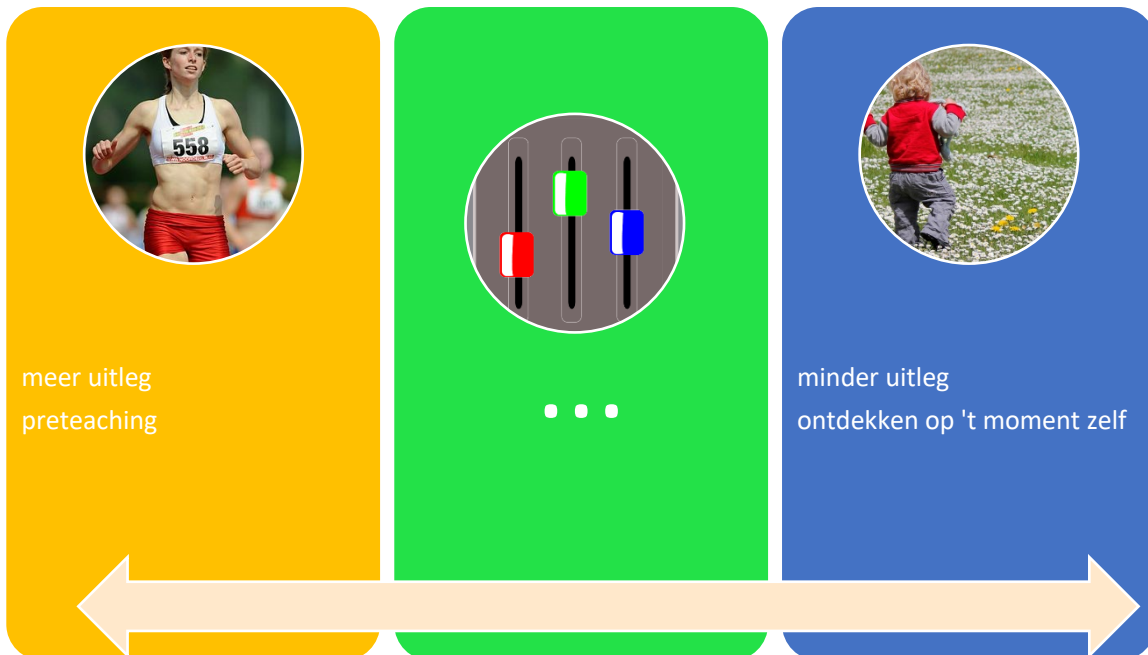 558
meer uitleg
preteaching
...
minder uitleg
ontdekken op 't moment zelf